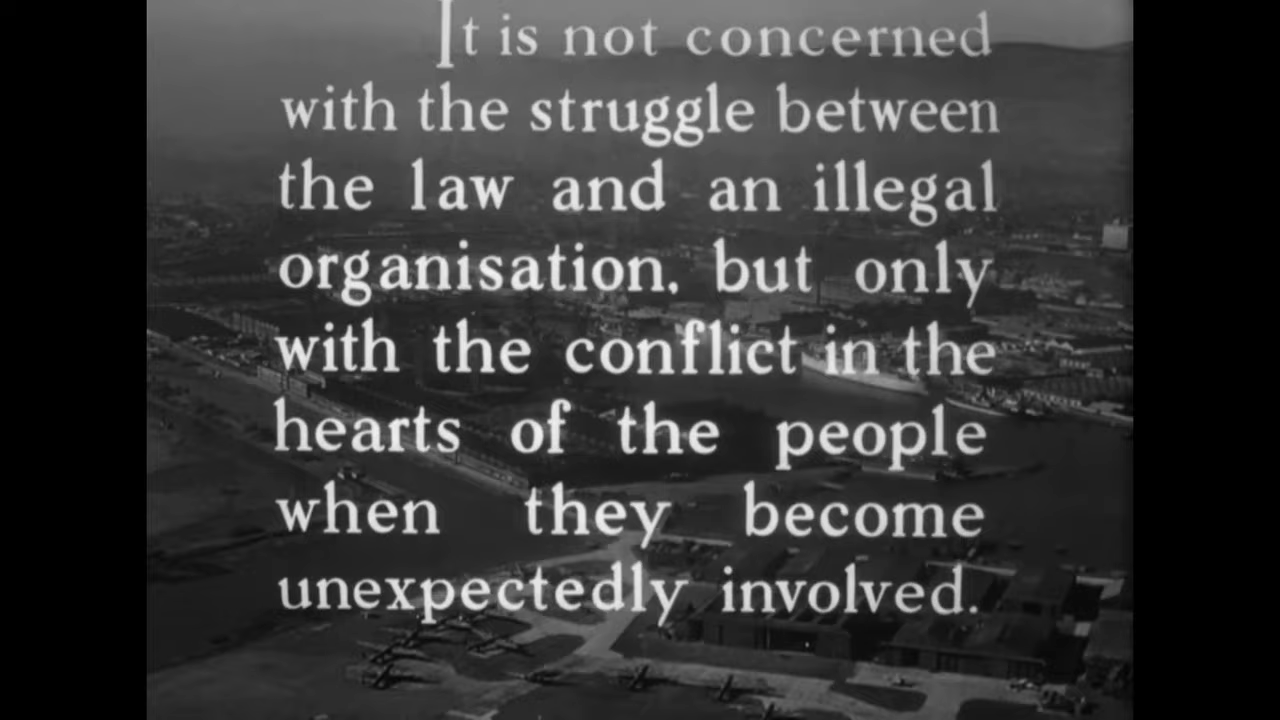 It is not concerned
with the struggle between
the law and an illegal
organisation, but only
with the conflict in the
hearts of the people
when they become
unexpectedly involved.